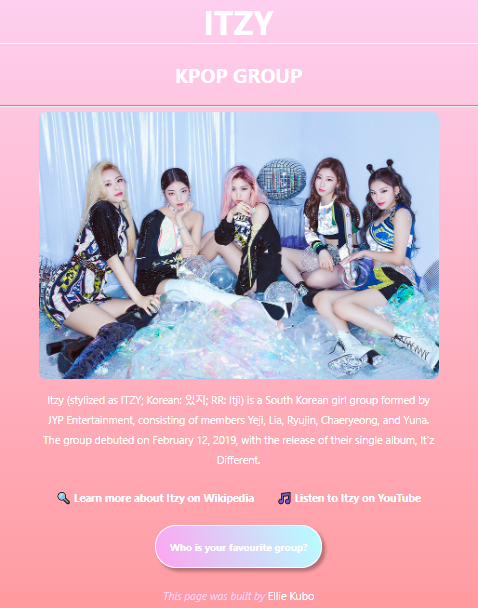 ITZY
KPOP GROUP
Itzy (stylized as ITZY; Korean: 있지; RR: Itji) is a South Korean girl group formed by
JYP Entertainment, consisting of members Yeji, Lia, Ryujin, Chaeryeong, and Yuna.
The group debuted on February 12, 2019, with the release of their single album, It'z
Different.
🔍 Learn more about Itzy on Wikipedia 🎶 Listen to Itzy on YouTube
Who is your favourite group?
This page was built by Ellie Kubo